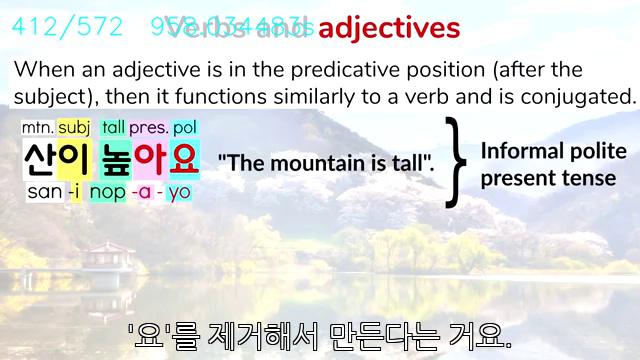 412/572 958.034483s
Verbs and adjectives
When an adjective is in the predicative position (after the
subject), then it functions similarly to a verb and is conjugated.
mtn. subj tall pres. pol
산이 높아요 "The mountain is tall". } Informal polite
present tense
san -i nop -a - yo
'요'를 제거해서 만든다는 거요.